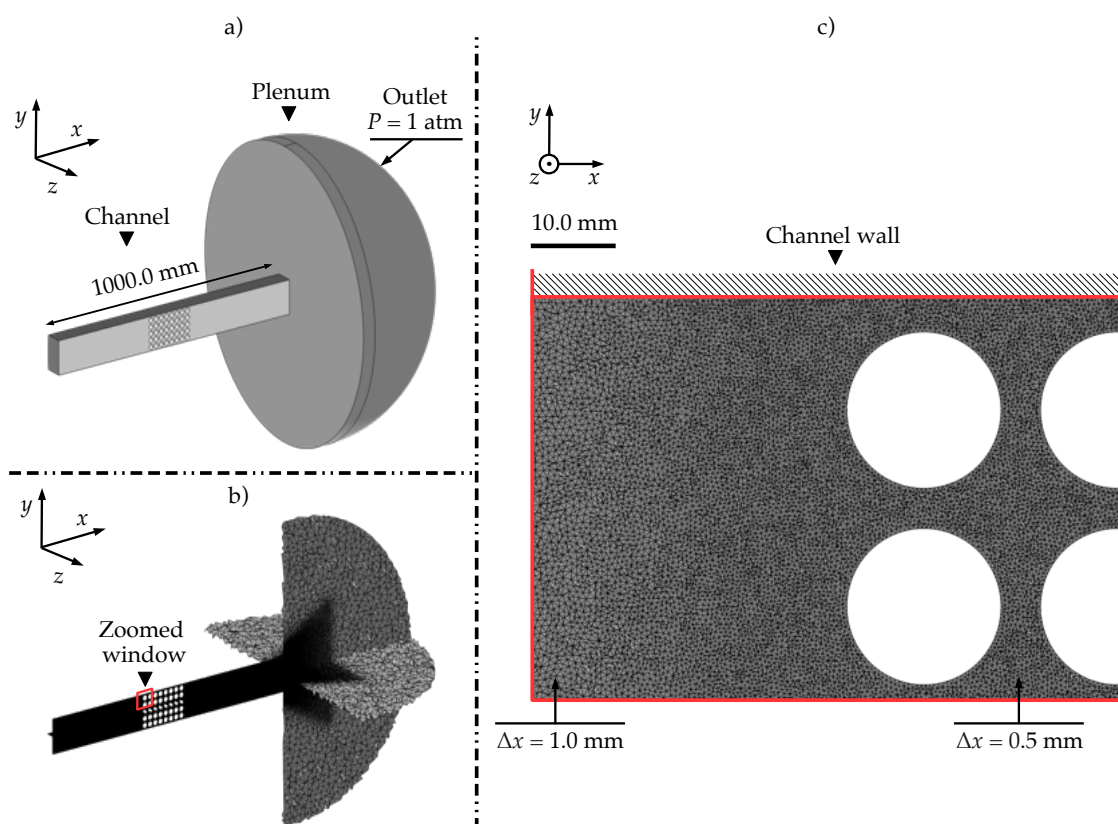 a)
Plenum
Outlet
P = 1 atm
y
x
z
Channel
1000.0 mm
b)
y
x
z
Zoomed
window
c)
y
z
x
10.0 mm
Channel wall
Δx = 1.0 mm
Δx = 0.5 mm